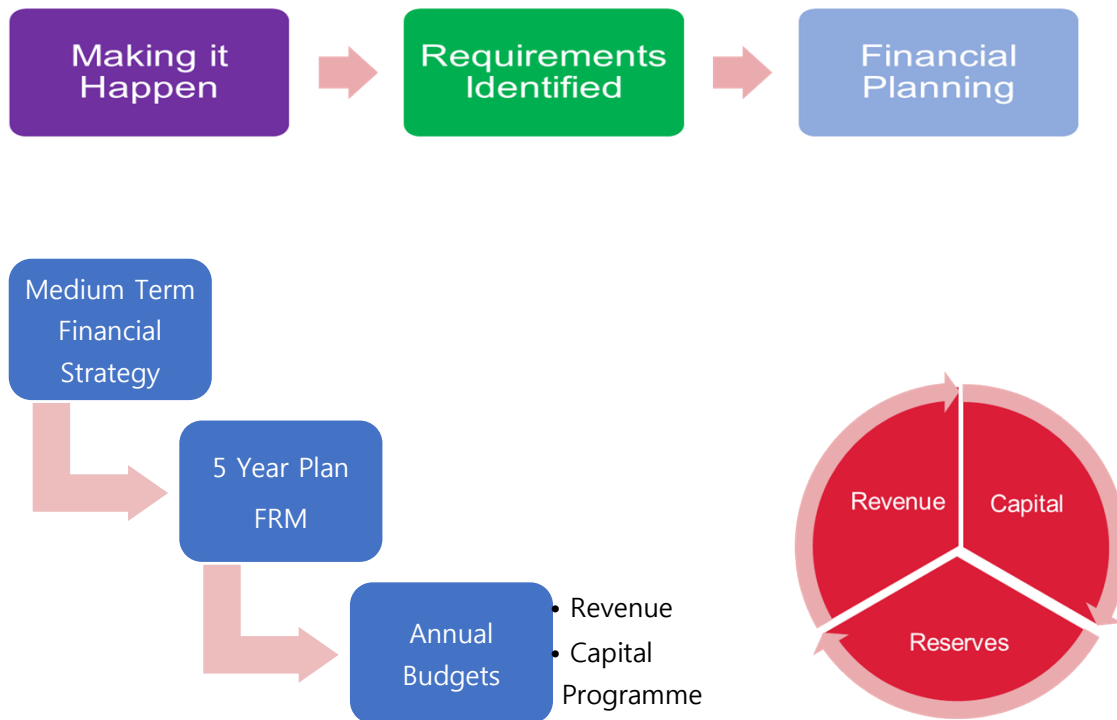 Making it
Happen
Requirements
Identified
Financial
Planning
Medium Term
Financial
Strategy
5 Year Plan
FRM
Annual
Budgets
• Revenue
• Capital
Programme
Revenue
Capital
Reserves